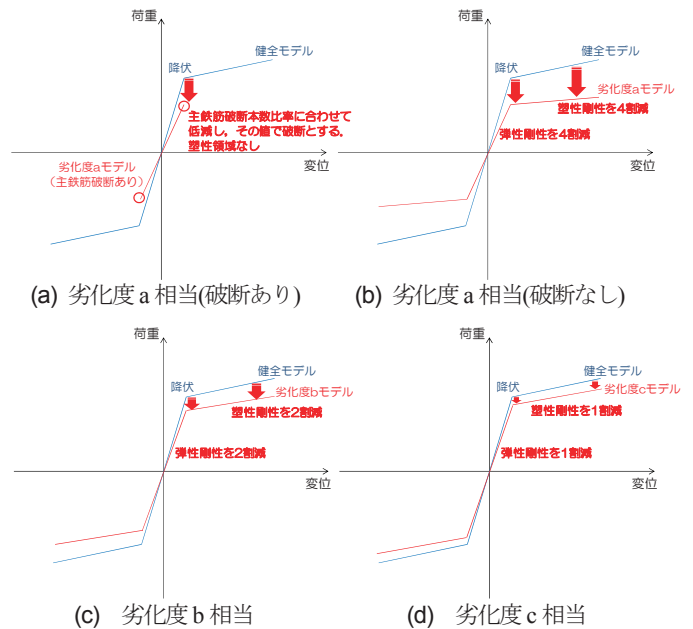 荷重
健全モデル
降伏
主鉄筋破断本数比率に合わせて
低減し，その値で破断とする．
塑性領域なし
変位
劣化度aモデル
（主鉄筋破断あり）
(a) 劣化度 a 相当(破断あり)
荷重
健全モデル
降伏
劣化度aモデル
塑性剛性を4割減
弾性剛性を4割減
変位
(b) 劣化度 a 相当(破断なし)
荷重
健全モデル
降伏
劣化度bモデル
塑性剛性を2割減
弾性剛性を2割減
変位
(c) 劣化度 b 相当
荷重
健全モデル
降伏
劣化度cモデル
塑性剛性を1割減
弾性剛性を1割減
変位
(d) 劣化度 c 相当